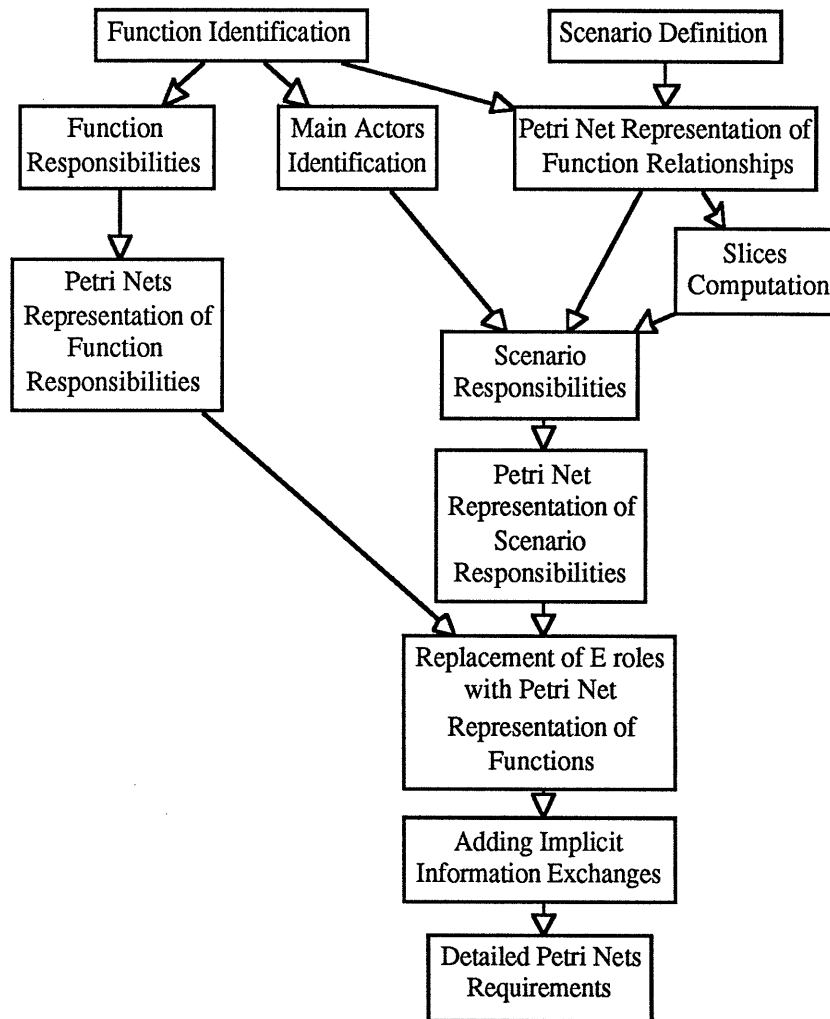 Function Identification
Scenario Definition
Function
Responsibilities
Main Actors
Identification
Petri Net Representation of
Function Relationships
Slices
Computation
Petri Nets
Representation of
Function
Responsibilities
Scenario
Responsibilities
Petri Net
Representation of
Scenario
Responsibilities
Replacement of E roles
with Petri Net
Representation of
Functions
Adding Implicit
Information Exchanges
Detailed Petri Nets
Requirements